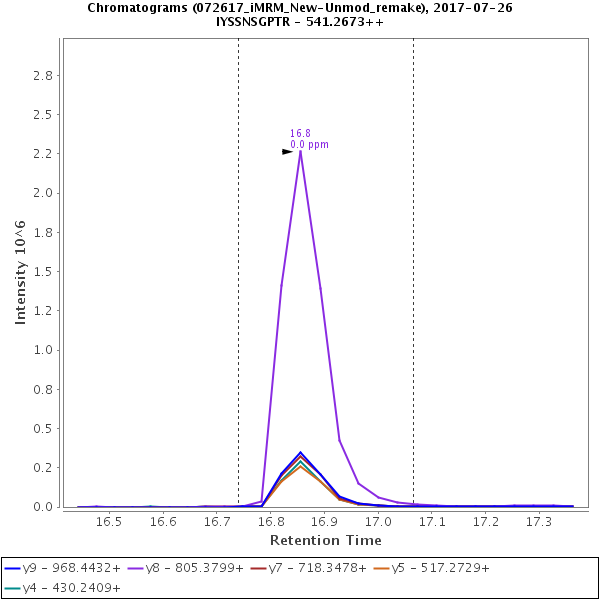 Chromatograms (072617_iMRM_New-Unmod_remake), 2017-07-26
IYSSNSGPTR - 541.2673++
Intensity 10^6
2.8
2.5
2.2
2.0
1.8
1.5
1.2
1.0
0.8
0.5
0.2
0.0
16.8
0.0 ppm
16.5 16.6 16.7 16.8 16.9 17.0 17.1 17.2 17.3
Retention Time
y9 - 968.4432+ y8 - 805.3799+ y7 - 718.3478+ y5 - 517.2729+
y4 - 430.2409+